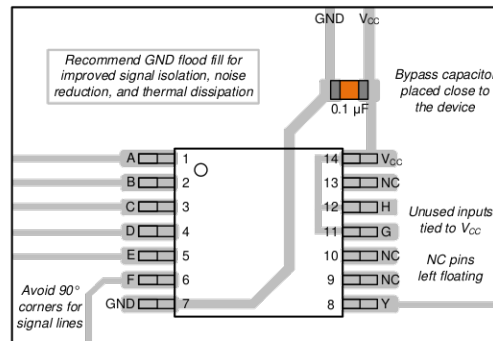 GND VCC
Recommend GND flood fill for
improved signal isolation, noise
reduction, and thermal dissipation
Bypass capacitor
placed close to
the device
0.1 µF
A 1 14 VCC
B 2 13 NC
C 3 12 H
D 4 11 G
E 5 10 NC
F 6 9 NC
GND 7 8 Y
Unused inputs
tied to VCC
NC pins
left floating
Avoid 90°
corners for
signal lines